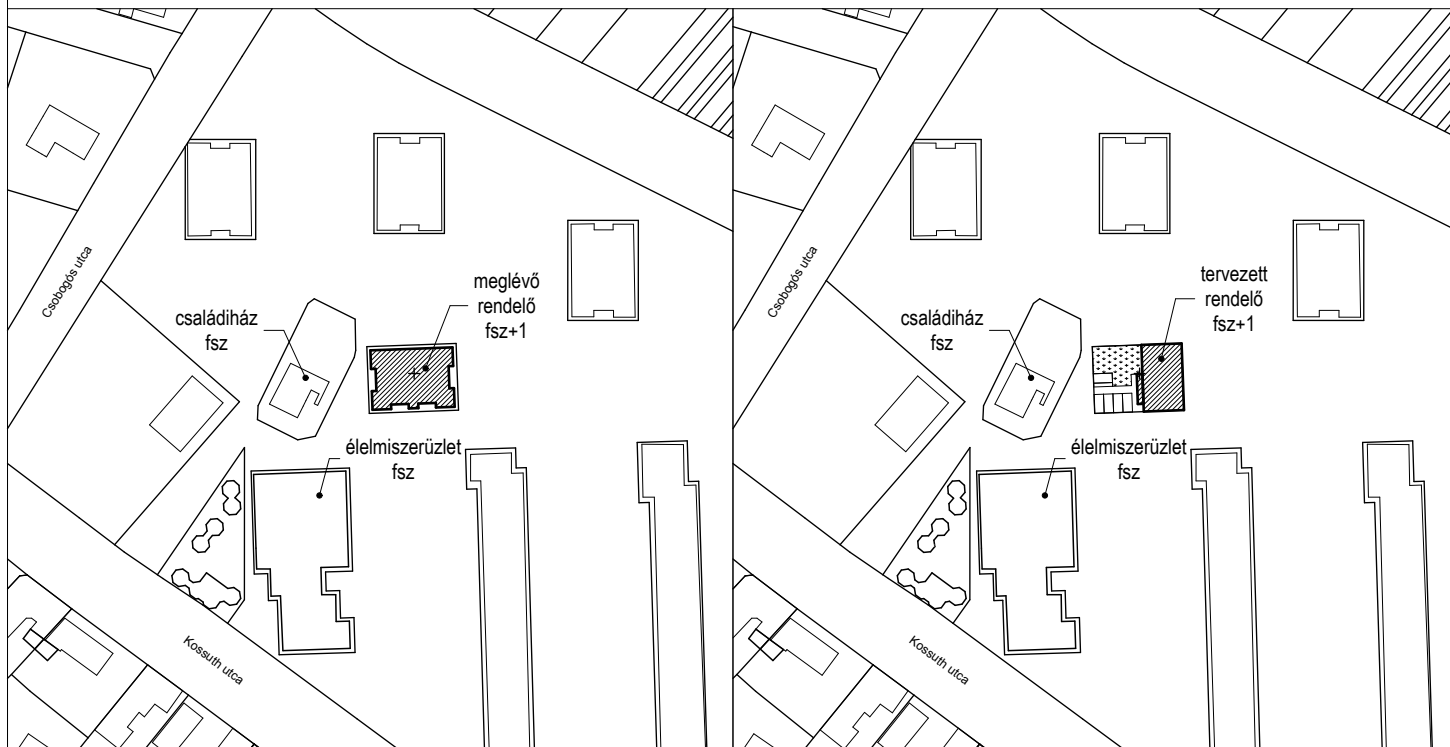 Csobogós utca
családiház
fsz
meglévő
rendelő
fsz+1
élelmiszerüzlet
fsz
Kossuth utca
Csobogós utca
családiház
fsz
tervezett
rendelő
fsz+1
élelmiszerüzlet
fsz
Kossuth utca